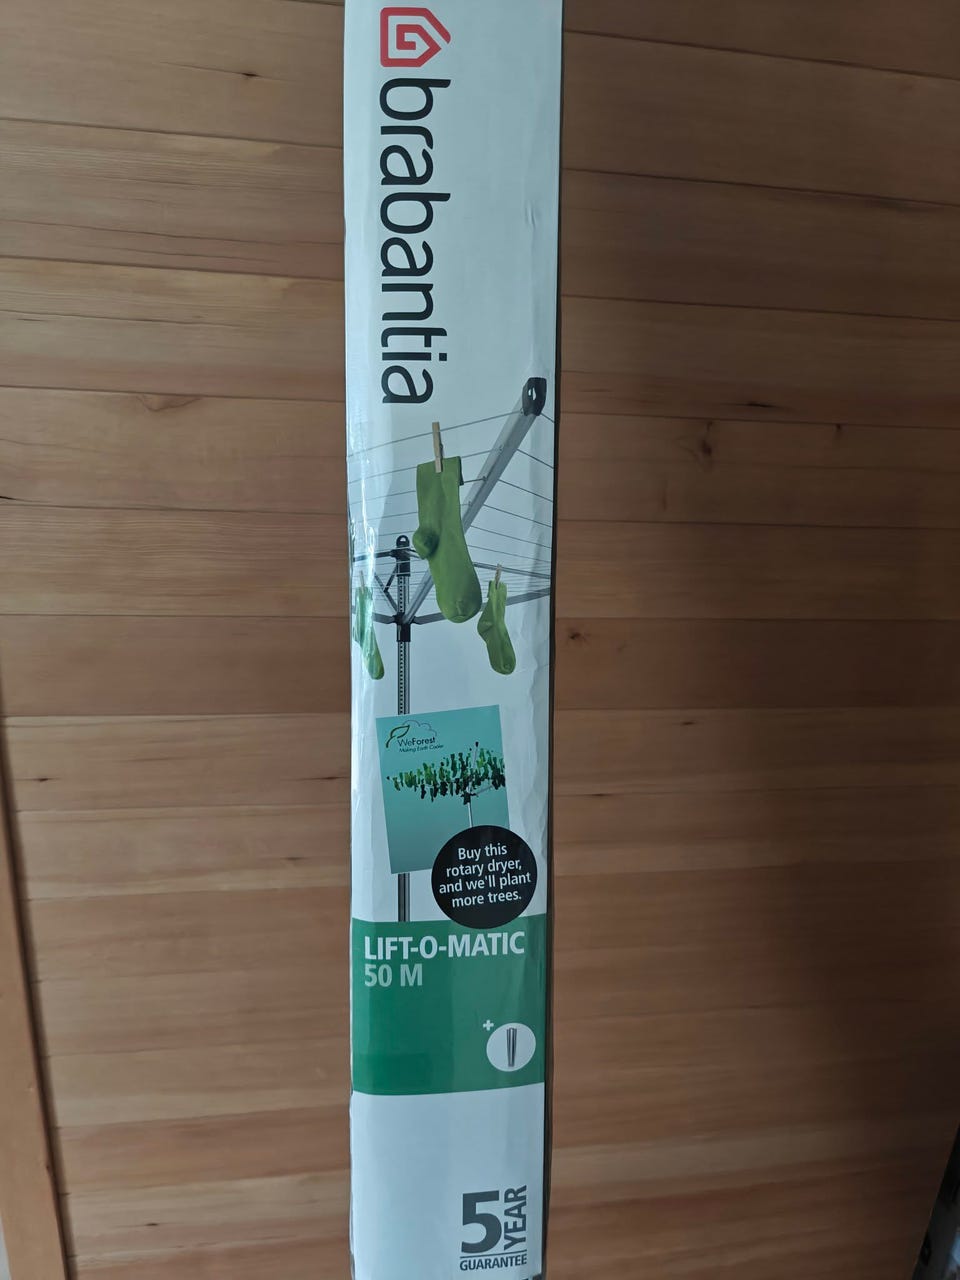 brabantia
WeForest
Making Earth Cooler
Buy this
rotary dryer,
and we'll plant
more trees.
LIFT-O-MATIC
50 M
+
5 YEAR
GUARANTEE